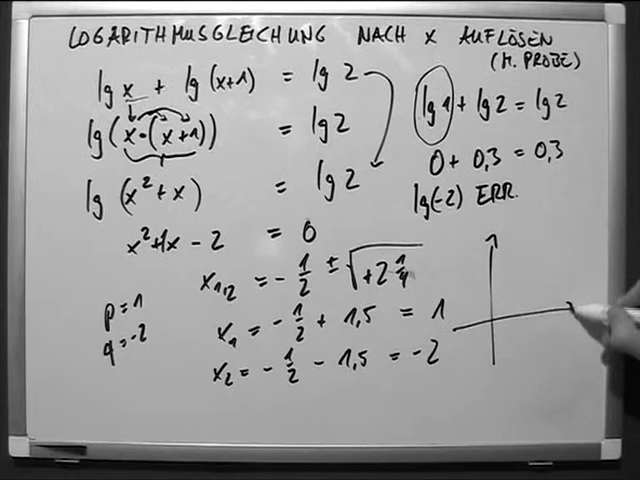 LOGARITHMUSGLEICHUNG NACH x AUFLÖSEN
(M. PROBE)
lg x + lg (x+1) = lg 2
lg (x·(x+1)) = lg 2
lg (x² + x) = lg 2
x² + 1x - 2 = 0
x₁,₂ = - 1/2 ± √(+2 1/4)
p = 1
q = -2
x₁ = - 1/2 + 1,5 = 1
x₂ = - 1/2 - 1,5 = -2
lg 1 + lg 2 = lg 2
0 + 0,3 = 0,3
lg(-2) ERR.